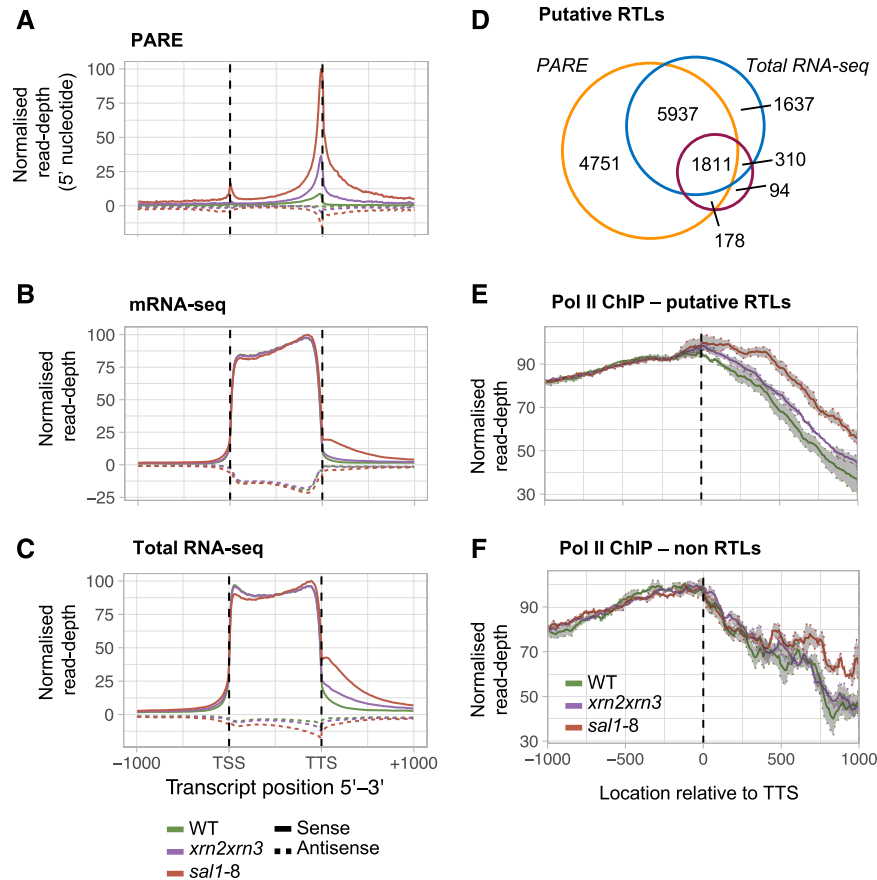 A
PARE
Normalised
read-depth
(5' nucleotide)
100
75
50
25
0
B
mRNA-seq
Normalised
read-depth
100
75
50
25
0
−25
C
Total RNA-seq
Normalised
read-depth
100
75
50
25
0
−1000
TSS
TTS
+1000
Transcript position 5'–3'
WT
xrn2xrn3
sal1-8
Sense
Antisense
D
Putative RTLs
PARE
Total RNA-seq
5937
1637
4751
1811
310
94
178
E
Pol II ChIP – putative RTLs
Normalised
read-depth
90
70
50
30
F
Pol II ChIP – non RTLs
Normalised
read-depth
90
70
50
30
WT
xrn2xrn3
sal1-8
−1000
−500
0
500
1000
Location relative to TTS